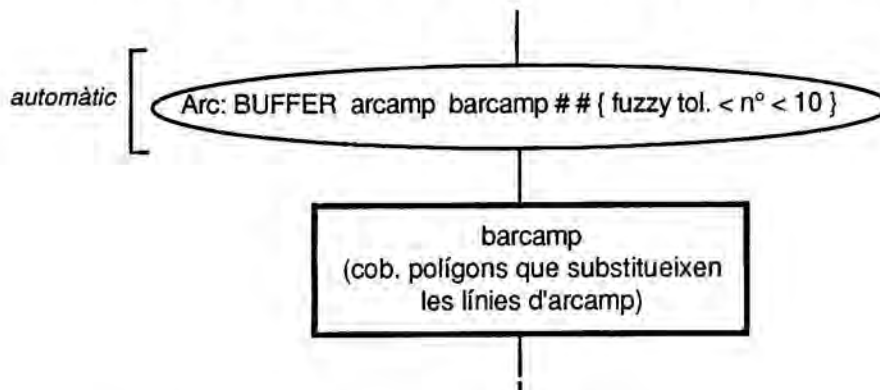 automàtic
Arc: BUFFER arcamp barcamp # # { fuzzy tol. < nº < 10 }
barcamp
(cob. polígons que substitueixen
les línies d'arcamp)